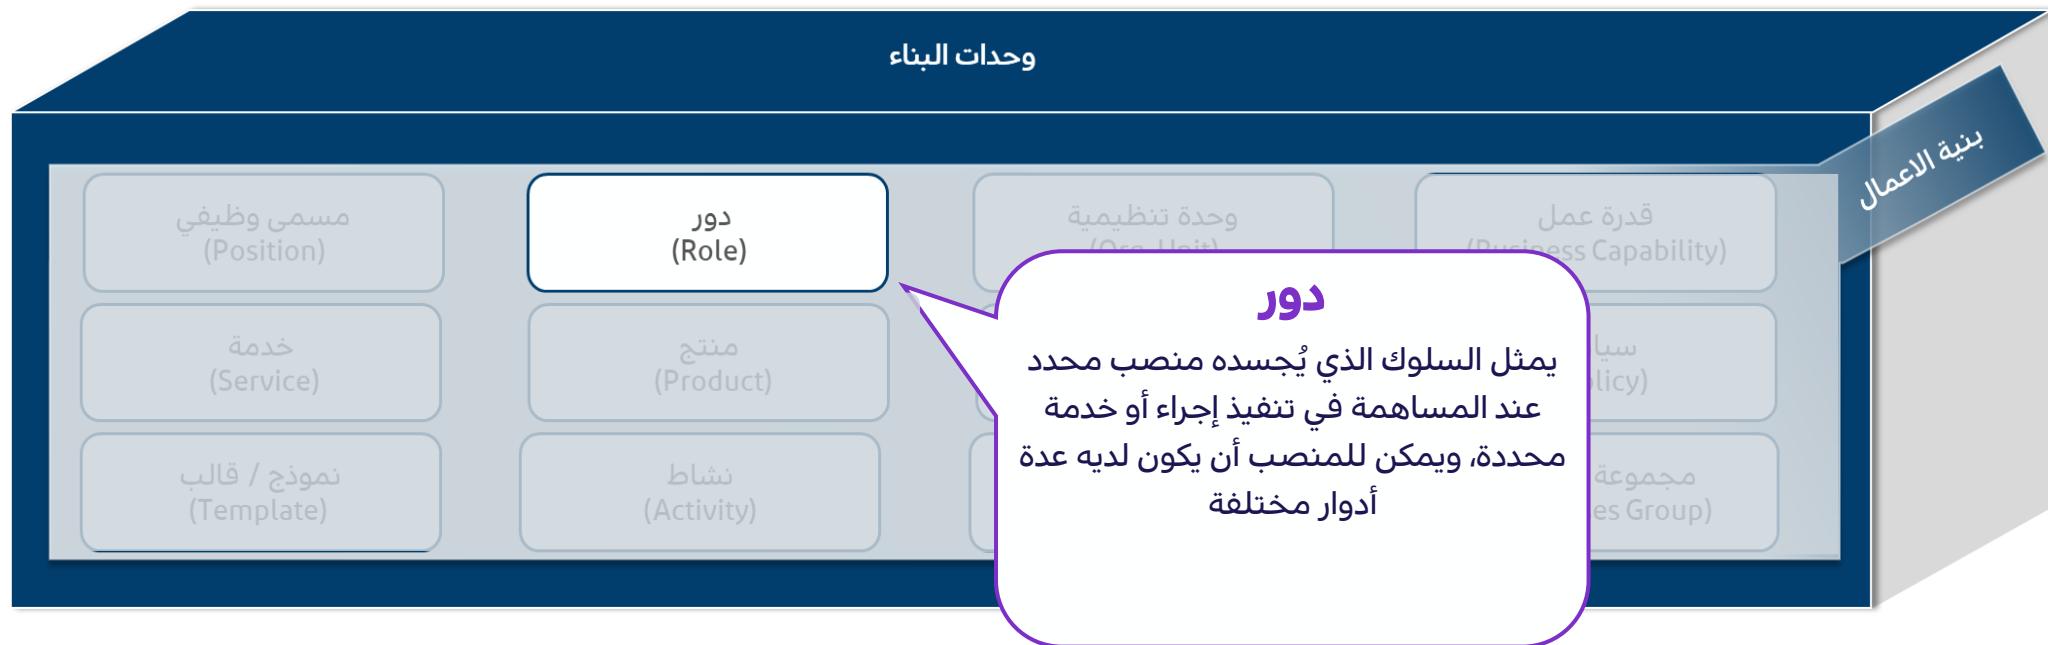 وحدات البناء
بنية الاعمال
قدرة عمل
Capability)
وحدة تنظيمية
دور
(Role)
مسمى وظيفي
(Position)
منتج
(Product)
خدمة
(Service)
مجموعة
Group)
نشاط
(Activity)
نموذج / قالب
(Template)
دور
يمثل السلوك الذي يُجسده منصب محدد
عند المساهمة في تنفيذ إجراء أو خدمة
محددة، ويمكن للمنصب أن يكون لديه عدة
أدوار مختلفة